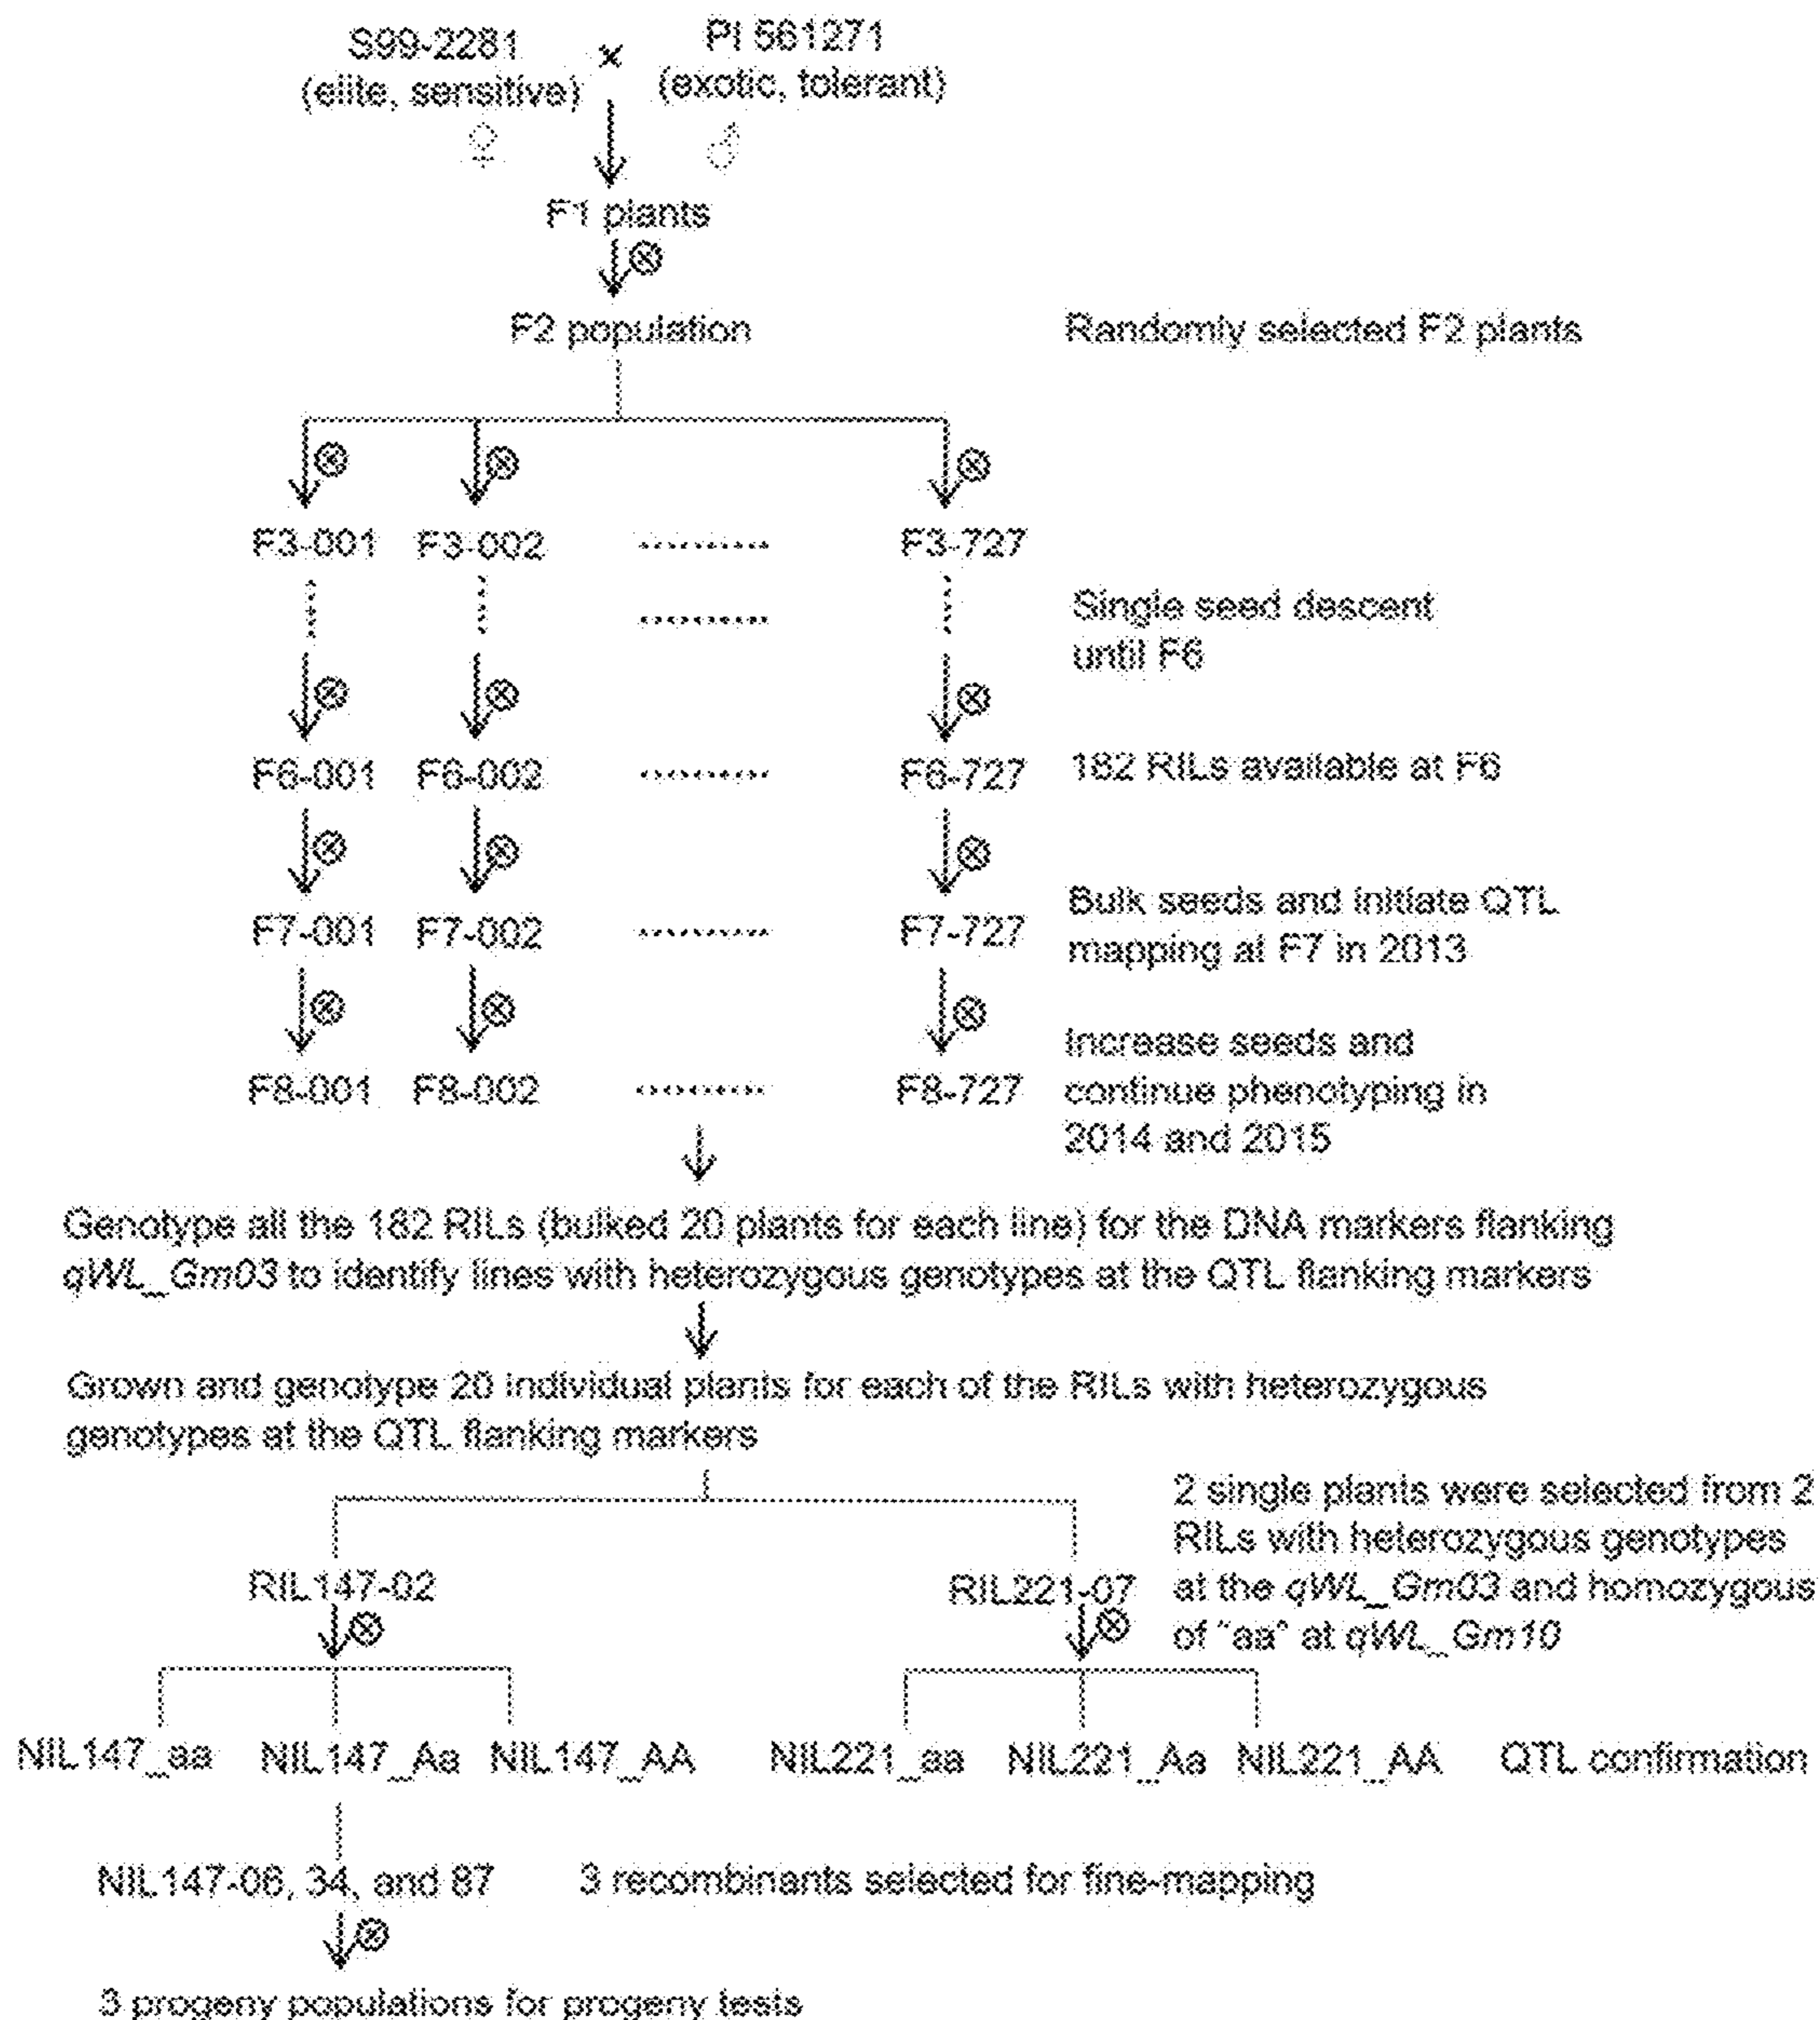 S99-2281 × PI 561271
(elite, sensitive) (exotic, tolerant)
♀ ♂
F1 plants
⊗
F2 population Randomly selected F2 plants
⊗ ⊗ ⊗
F3-001 F3-002 ·········· F3-727
Single seed descent
until F6
⊗ ⊗ ⊗
F6-001 F6-002 ·········· F6-727 182 RILs available at F6
⊗ ⊗ ⊗
Bulk seeds and initiate QTL
F7-001 F7-002 ·········· F7-727 mapping at F7 in 2013
⊗ ⊗ ⊗
Increase seeds and
F8-001 F8-002 ·········· F8-727 continue phenotyping in
2014 and 2015
Genotype all the 182 RILs (bulked 20 plants for each line) for the DNA markers flanking
qWL_Gm03 to identify lines with heterozygous genotypes at the QTL flanking markers
Grown and genotype 20 individual plants for each of the RILs with heterozygous
genotypes at the QTL flanking markers
2 single plants were selected from 2
RILs with heterozygous genotypes
RIL147-02 RIL221-07 at the qWL_Gm03 and homozygous
⊗ ⊗ of "aa" at qWL_Gm10
NIL147_aa NIL147_Aa NIL147_AA NIL221_aa NIL221_Aa NIL221_AA QTL confirmation
NIL147-06, 34, and 87 3 recombinants selected for fine-mapping
⊗
3 progeny populations for progeny tests